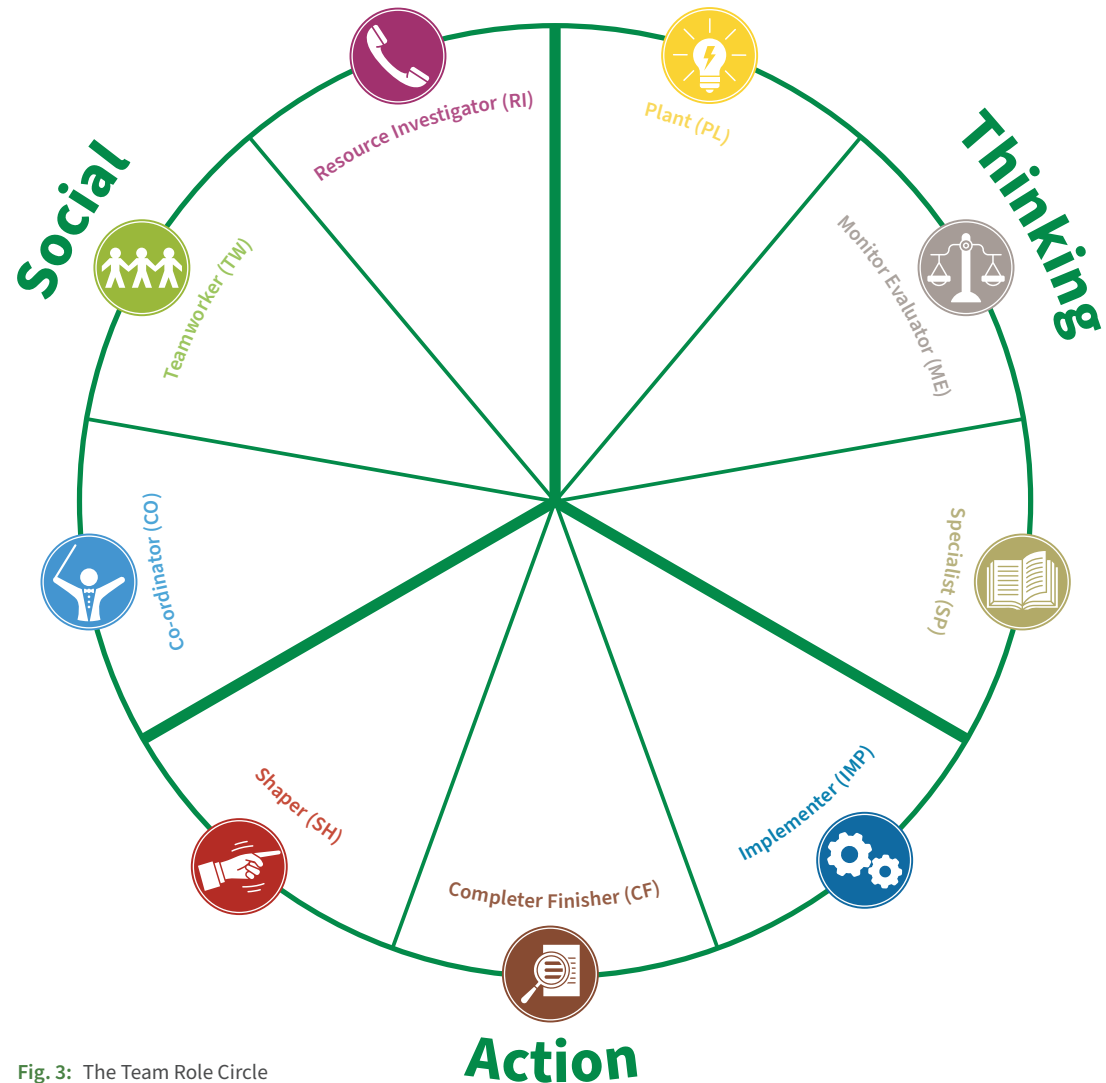 Resource Investigator (RI)
Plant (PL)
Social
Thinking
Teamworker (TW)
Monitor Evaluator (ME)
Co-ordinator (CO)
Specialist (SP)
Shaper (SH)
Implementer (IMP)
Completer Finisher (CF)
Action
Fig. 3: The Team Role Circle